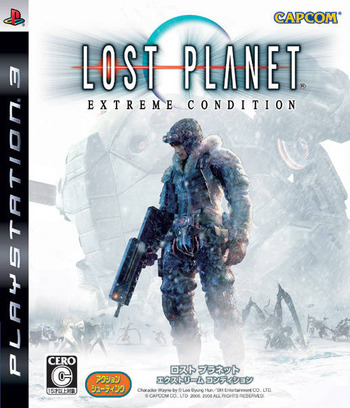 CAPCOM
LOST PLANET
EXTREME CONDITION
PLAYSTATION 3
CERO
C
15才以上対象
アクション
シューティング
ロスト プラネット
エクストリーム コンディション
Character Wayne by © Lee Byung Hun / BH Entertainment CO., LTD.
© CAPCOM CO., LTD. 2006, 2008 ALL RIGHTS RESERVED.